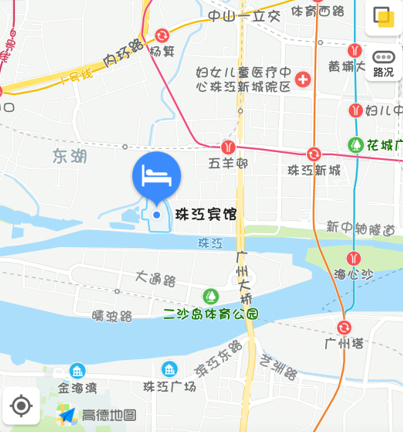 中山一立交
体育西路
号线
杨箕
内环路
黄埔大
路况
妇女儿童医疗中
心珠江新城院区
妇儿中
口
东湖
五羊邨
花城广
珠江新城
珠江宾馆
新中轴隧道
珠江
广州大桥
海心沙
大通路
二沙岛体育公园
晴波路
广州塔
滨江东路
艺洲路
金海湾
珠江广场
高德地图